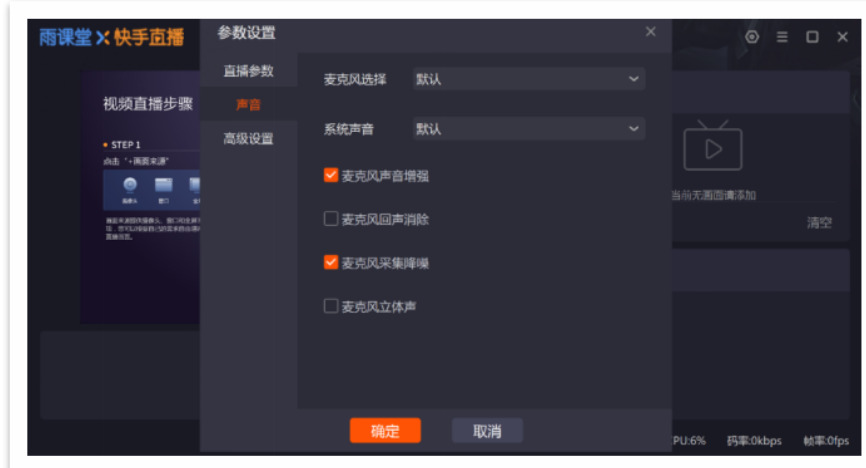 雨课堂 X 快手直播
参数设置
直播参数
声音
高级设置
麦克风选择 默认
系统声音 默认
麦克风声音增强
麦克风回声消除
麦克风采集降噪
麦克风立体声
确定 取消
视频直播步骤
STEP 1
点击“+画面来源”
摄像头 窗口
当前无画面请添加
清空
PU:6% 码率:0kbps 帧率:0fps